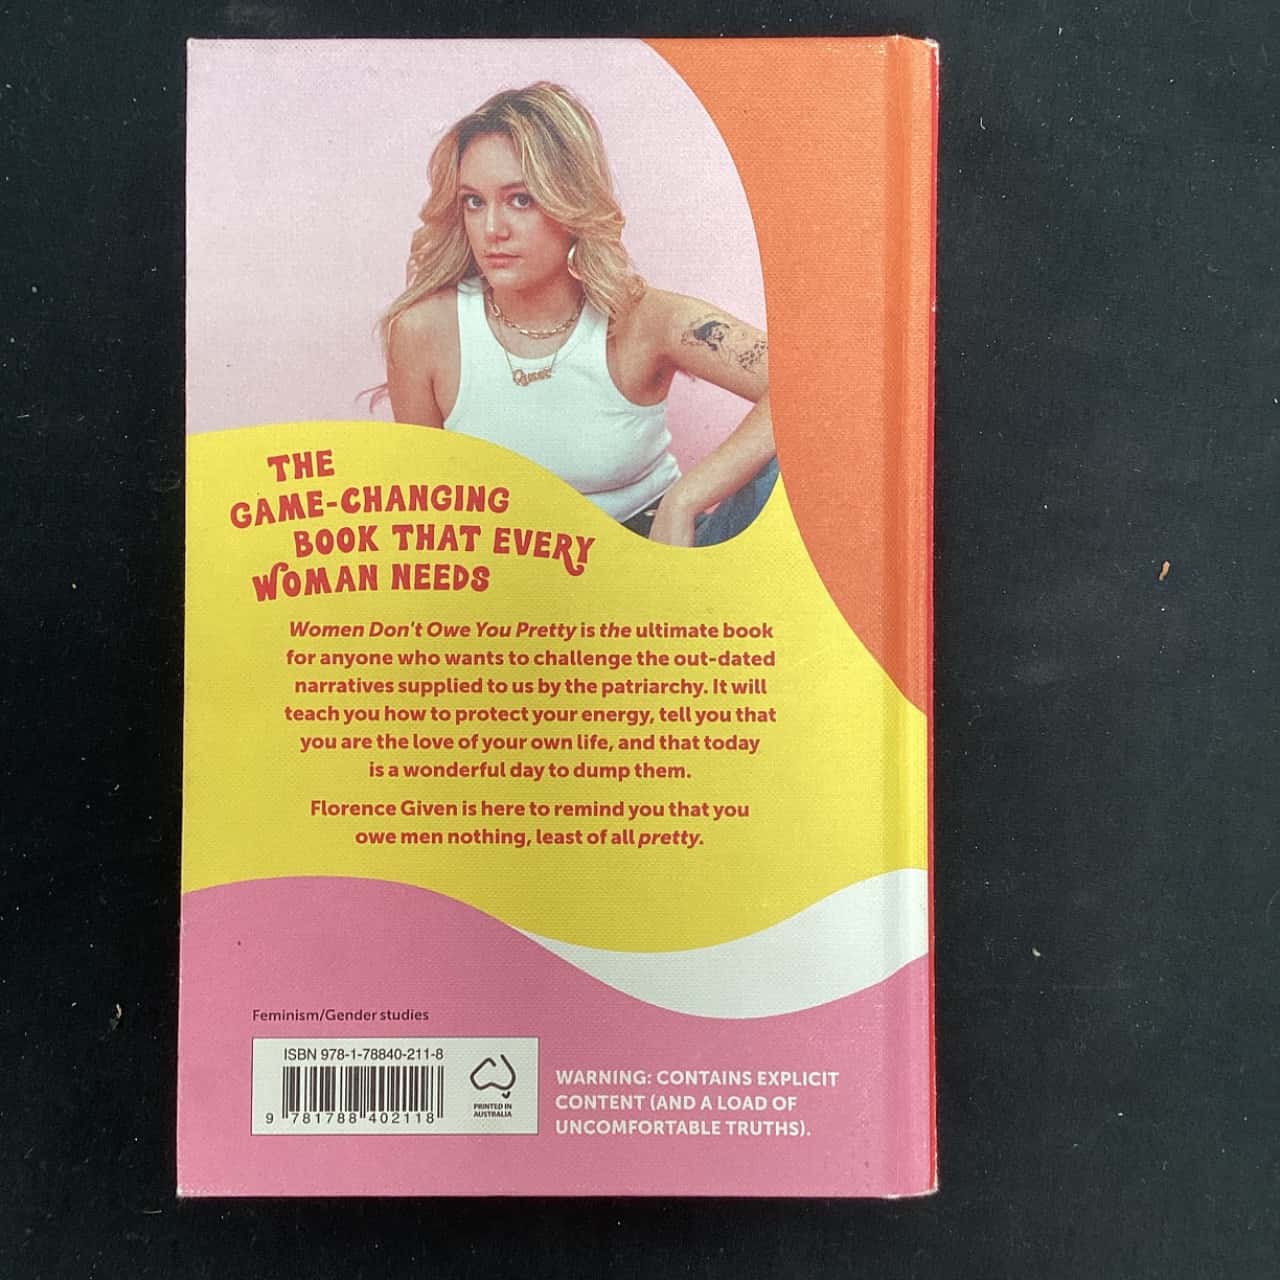 THE
GAME-CHANGING
BOOK THAT EVERY
WOMAN NEEDS
Women Don't Owe You Pretty is the ultimate book
for anyone who wants to challenge the out-dated
narratives supplied to us by the patriarchy. It will
teach you how to protect your energy, tell you that
you are the love of your own life, and that today
is a wonderful day to dump them.
Florence Given is here to remind you that you
owe men nothing, least of all pretty.
Feminism/Gender studies
ISBN 978-1-78840-211-8
9 781788 402118
PRINTED IN
AUSTRALIA
WARNING: CONTAINS EXPLICIT
CONTENT (AND A LOAD OF
UNCOMFORTABLE TRUTHS).